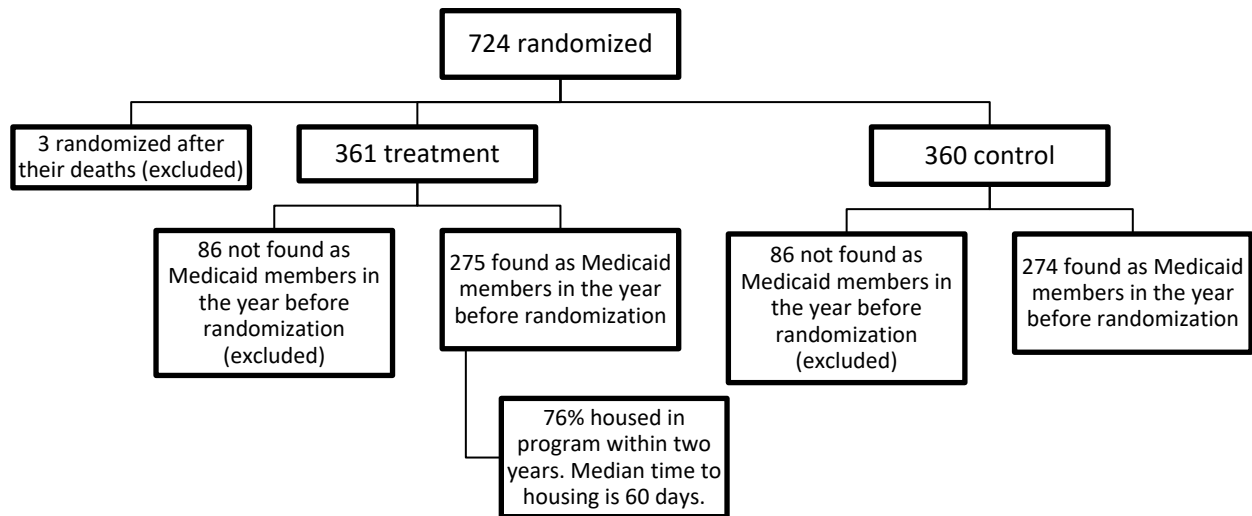 724 randomized
3 randomized after
their deaths (excluded)
361 treatment
360 control
86 not found as
Medicaid members in
the year before
randomization
(excluded)
275 found as Medicaid
members in the year
before randomization
86 not found as
Medicaid members in
the year before
randomization
(excluded)
274 found as Medicaid
members in the year
before randomization
76% housed in
program within two
years. Median time to
housing is 60 days.